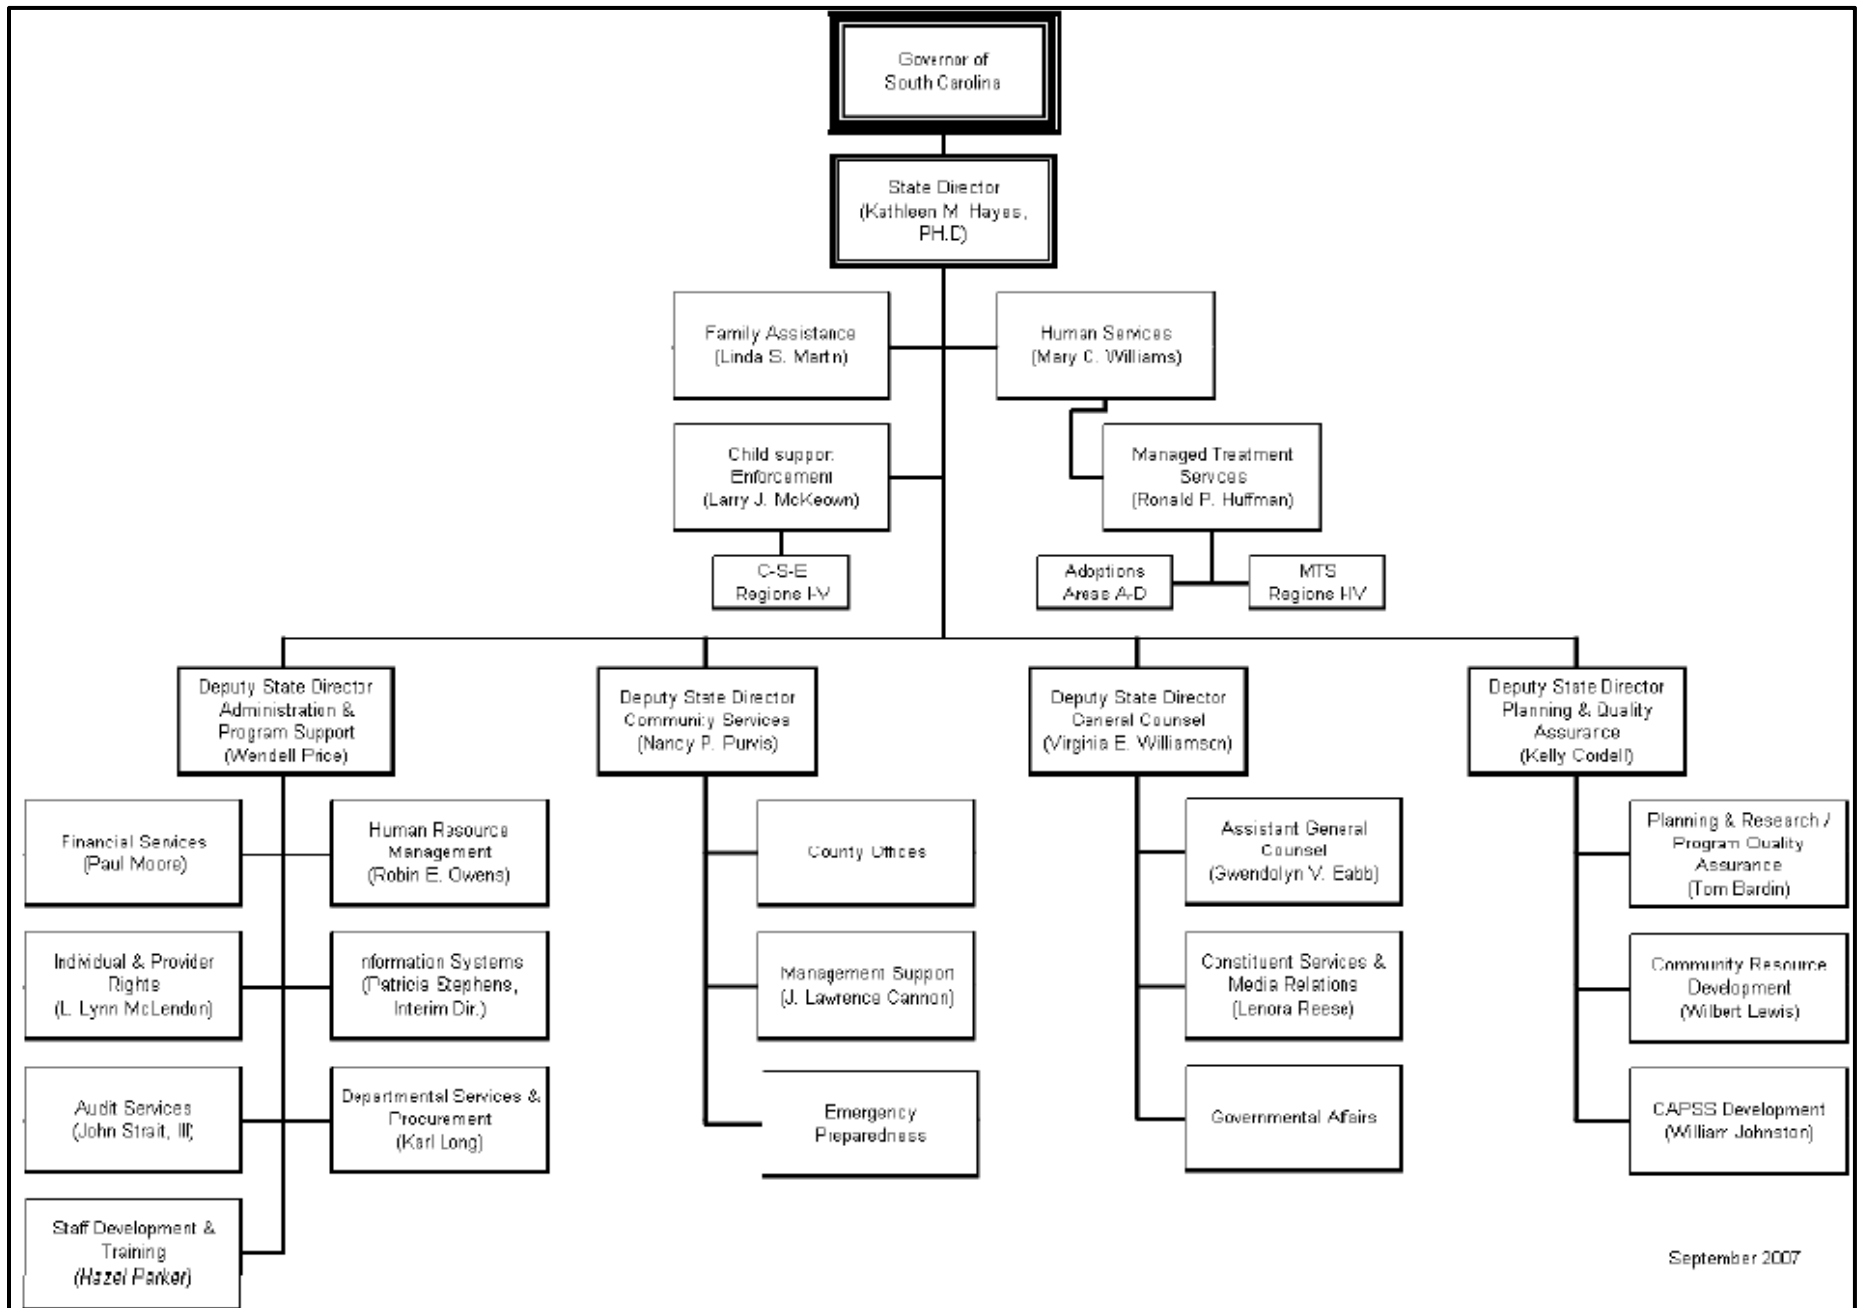 Governor of
South Carolina
State Director
(Kathleen M. Hayes,
PH.D)
Family Assistance
(Linda S. Martin)
Human Services
(Mary C. Williams)
Child support
Enforcement
(Larry J. McKeown)
Managed Treatment
Services
(Ronald P. Huffman)
C-S-E
Regions I-V
Adoptions
Areas A-D
MTS
Regions I-IV
Deputy State Director
Administration &
Program Support
(Wendell Price)
Deputy State Director
Community Services
(Nancy P. Purvis)
Deputy State Director
General Counsel
(Virginia E. Williamson)
Deputy State Director
Planning & Quality
Assurance
(Kelly Cordell)
Financial Services
(Paul Moore)
Human Resource
Management
(Robin E. Owens)
County Offices
Assistant General
Counsel
(Gwendolyn V.
Planning & Research /
Program Quality
Assurance
(Tom Bardin)
Individual & Provider
Rights
(L. Lynn McLendon)
Information Systems
(Patricia Stephens,
Interim Dir.)
Management Support
(J. Lawrence Cannon)
Constituent Services &
Media Relations
(Lenora Reese)
Community Resource
Development
(Wilbert Lewis)
Audit Services
(John Strait, III)
Departmental Services &
Procurement
(Karl Long)
Emergency
Preparedness
Governmental Affairs
CAPSS Development
(William Johnston)
Staff Development &
Training
(Hazel Parker)
September 2007